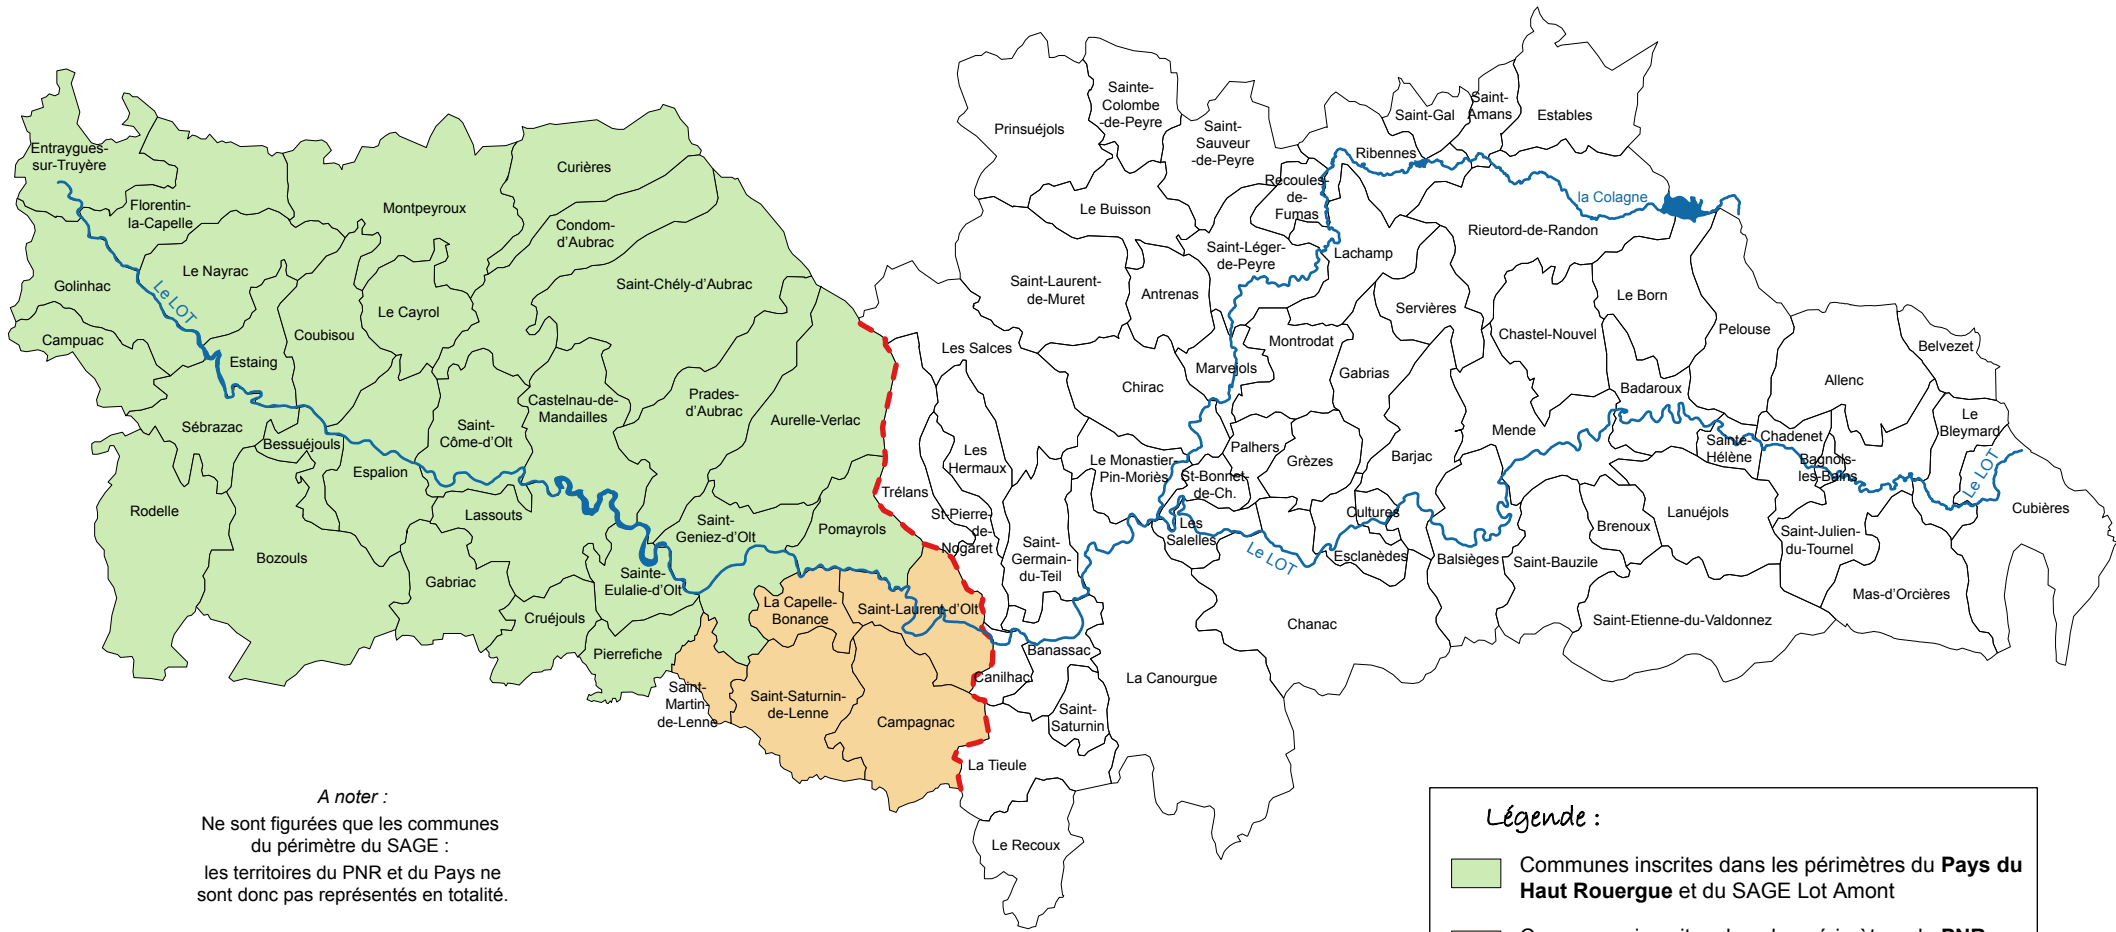 Entraygues-
sur-Truyère
Florentin-
la-Capelle
Golinhac
Campuac
Le LOT
Le Nayrac
Estaing
Sébrazac
Coubisou
Le Cayrol
Montpeyroux
Curières
Condom-
d'Aubrac
Saint-Chély-d'Aubrac
Castelnau-de-
Mandailles
Prades-
d'Aubrac
Aurelle-Verlac
Saint-
Côme-d'Olt
Bessuéjouls
Espalion
Rodelle
Bozouls
Lassouts
Gabriac
Cruéjouls
Sainte-
Eulalie-d'Olt
Saint-
Geniez-d'Olt
Pomayrols
Pierrefiche
La Capelle-
Bonance
Saint-Laurent-d'Olt
Saint-
Martin-
de-Lenne
Saint-Saturnin-
de-Lenne
Campagnac
Prinsuéjols
Sainte-
Colombe
-de-Peyre
Saint-
Sauveur
-de-Peyre
Le Buisson
Recoules-
de-
Fumas
Ribennes
Saint-Gal
Saint-
Amans
Estables
la Colagne
Rieutord-de-Randon
Saint-Léger-
de-Peyre
Lachamp
Saint-Laurent-
de-Muret
Antrenas
Servières
Chastel-Nouvel
Le Born
Pelouse
Les Salces
Chirac
Marvejols
Montrodat
Gabrias
Badaroux
Allenc
Belvezet
Le
Bleymard
Les
Hermaux
Le Monastier-
Pin-Moriès
Palhers
Grèzes
Barjac
Mende
Sainte-
Hélène
Chadenet
Bagnols-
les-Bains
Le LOT
Cubières
Trélans
St-Pierre-
de-
Nogaret
St-Bonnet-
de-Ch.
Les
Salelles
Cultures
Esclanèdes
Le LOT
Balsièges
Saint-Bauzile
Brenoux
Lanuéjols
Saint-Julien-
du-Tournel
Mas-d'Orcières
Saint-Etienne-du-Valdonnez
Saint-
Germain-
du-Teil
Chanac
Banassac
Canilhac
La Canourgue
Saint-
Saturnin
La Tieule
Le Recoux
A noter :
Ne sont figurées que les communes
du périmètre du SAGE :
les territoires du PNR et du Pays ne
sont donc pas représentés en totalité.
Légende :
Communes inscrites dans les périmètres du Pays du
Haut Rouergue et du SAGE Lot Amont